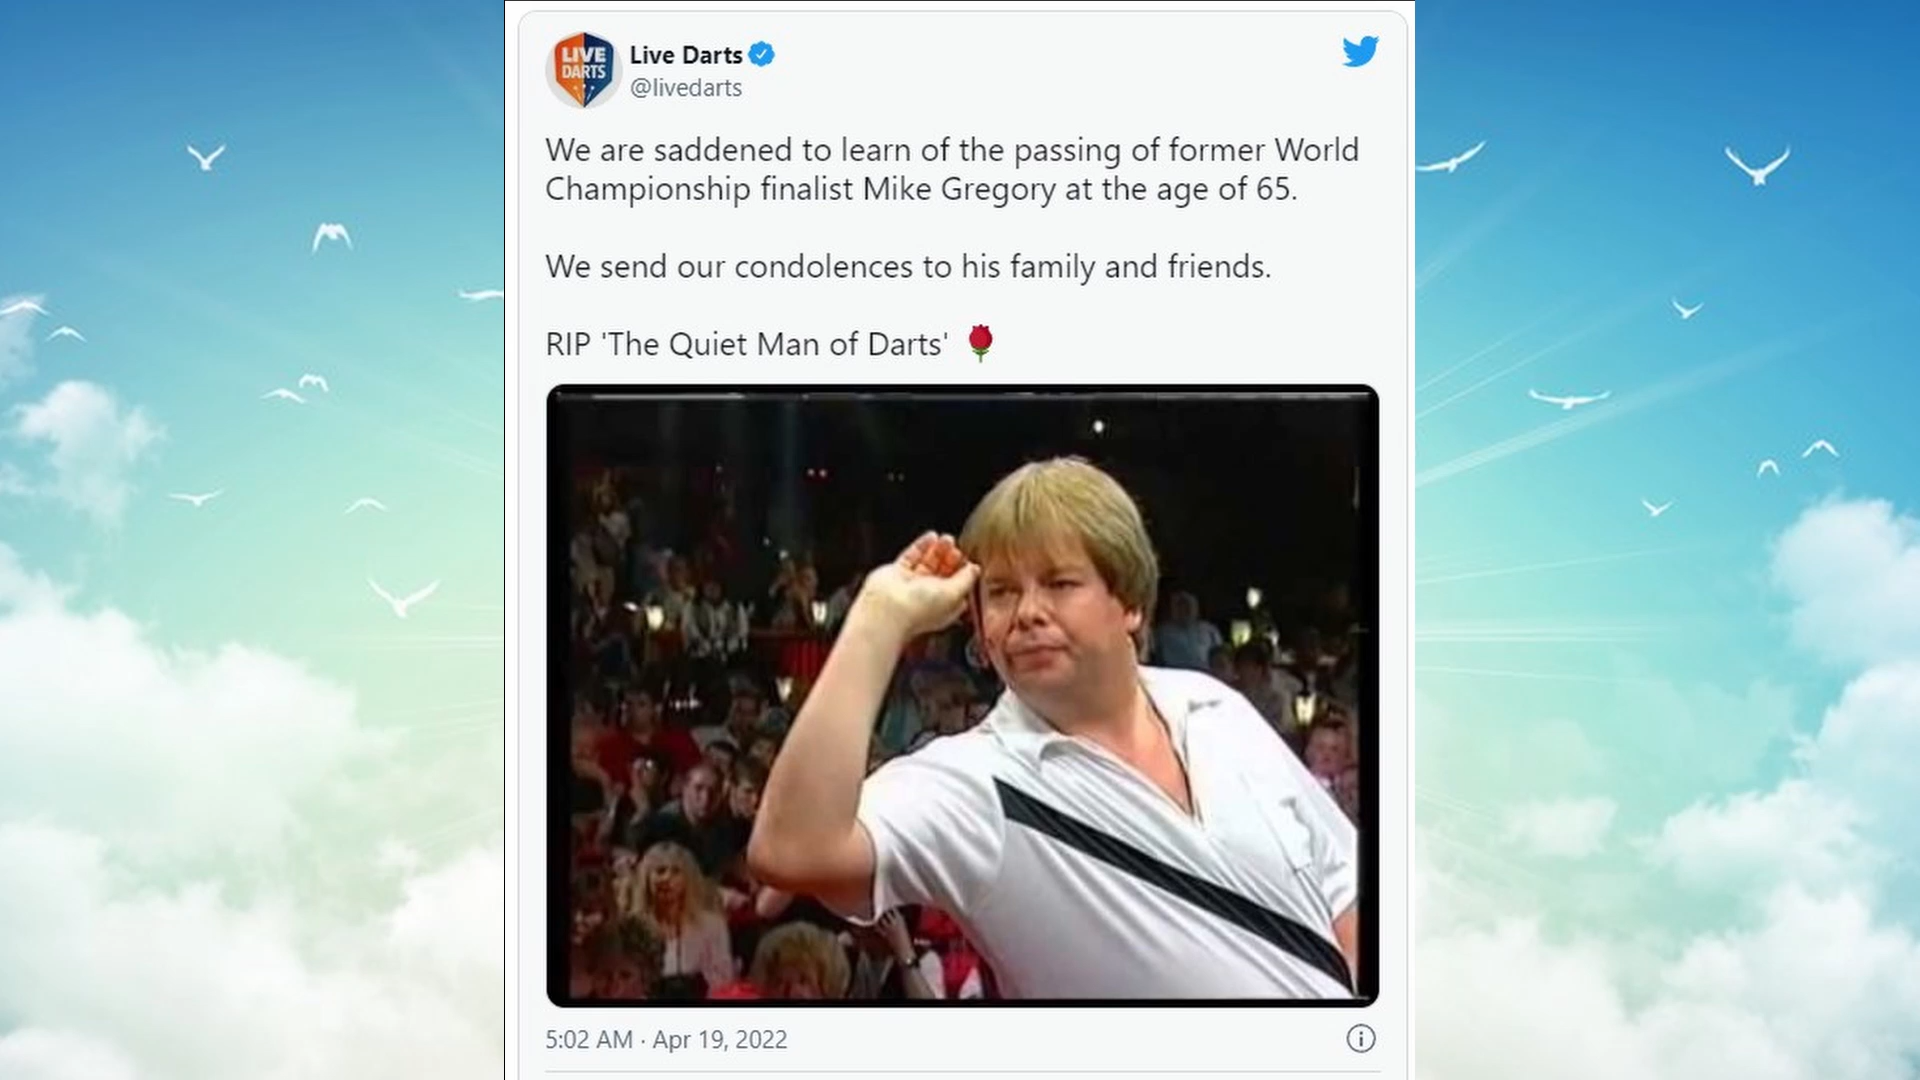 LIVE
DARTS
Live Darts
@livedarts
We are saddened to learn of the passing of former World
Championship finalist Mike Gregory at the age of 65.
We send our condolences to his family and friends.
RIP 'The Quiet Man of Darts' 🌹
5:02 AM · Apr 19, 2022